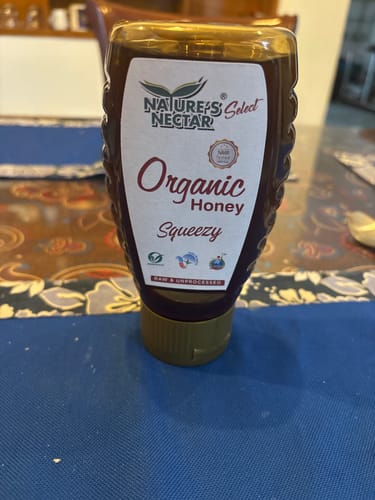 NATURE'S® Select
NECTAR
Organic
Honey
Squeezy
RAW & UNPROCESSED